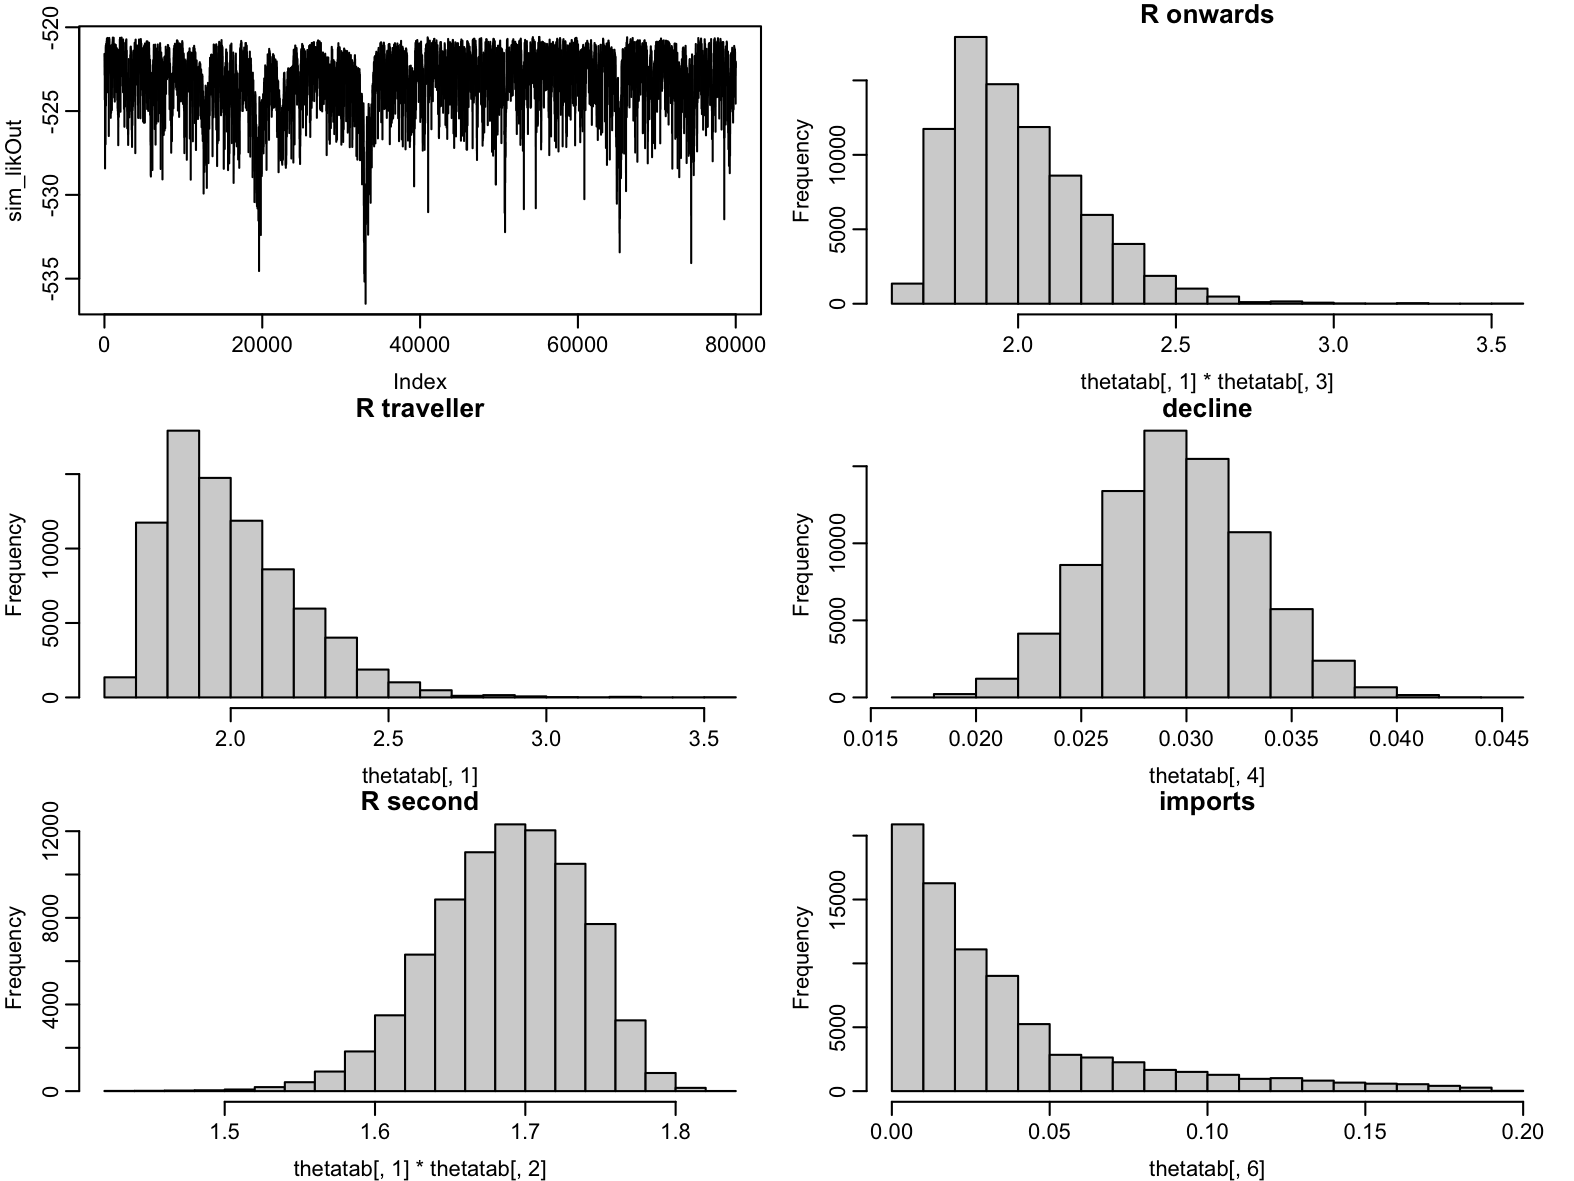 sim_likOut
-520
-525
-530
-535
0 20000 40000 60000 80000
Index
R onwards
Frequency
10000
5000
0
2.0 2.5 3.0 3.5
thetatab[, 1] * thetatab[, 3]
R traveller
Frequency
10000
5000
0
2.0 2.5 3.0 3.5
thetatab[, 1]
decline
Frequency
10000
5000
0
0.015 0.020 0.025 0.030 0.035 0.040 0.045
thetatab[, 4]
R second
Frequency
12000
8000
4000
0
1.5 1.6 1.7 1.8
thetatab[, 1] * thetatab[, 2]
imports
Frequency
15000
5000
0
0.00 0.05 0.10 0.15 0.20
thetatab[, 6]